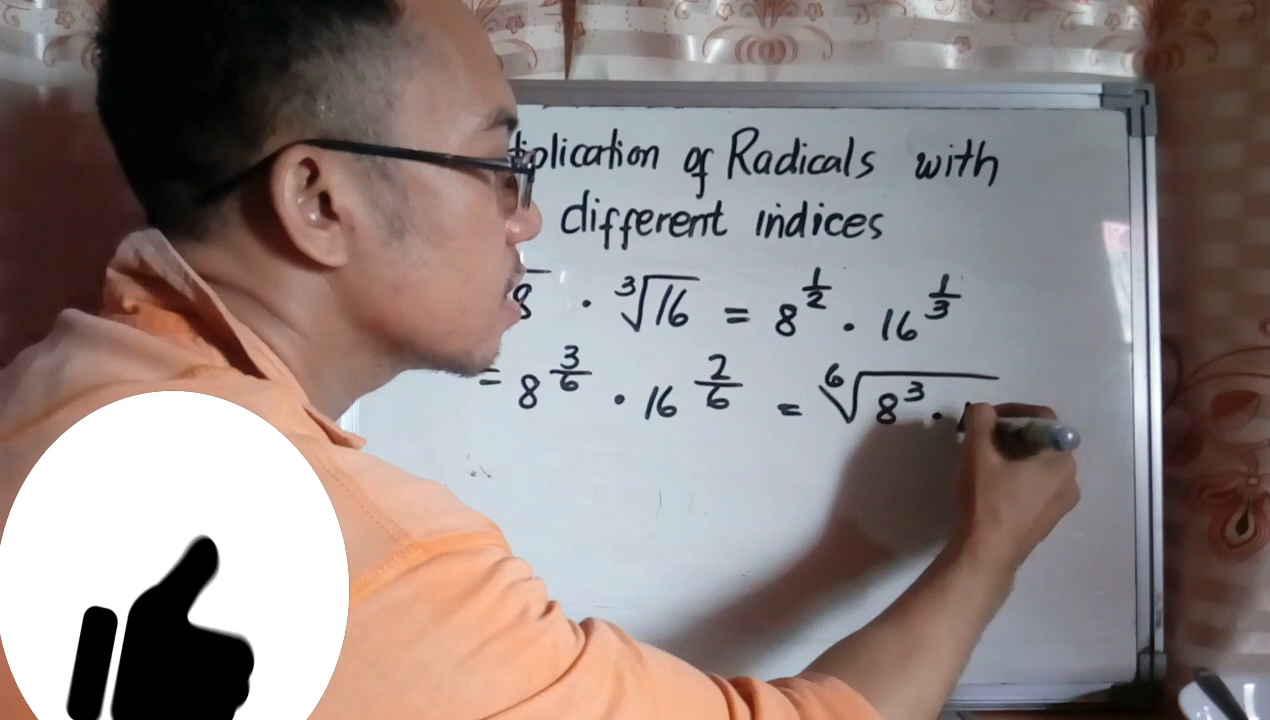 tiplication of Radicals with
different indices
8 · ³√16 = 8^(1/2) · 16^(1/3)
= 8^(3/6) · 16^(2/6) = ⁶√(8³ ·